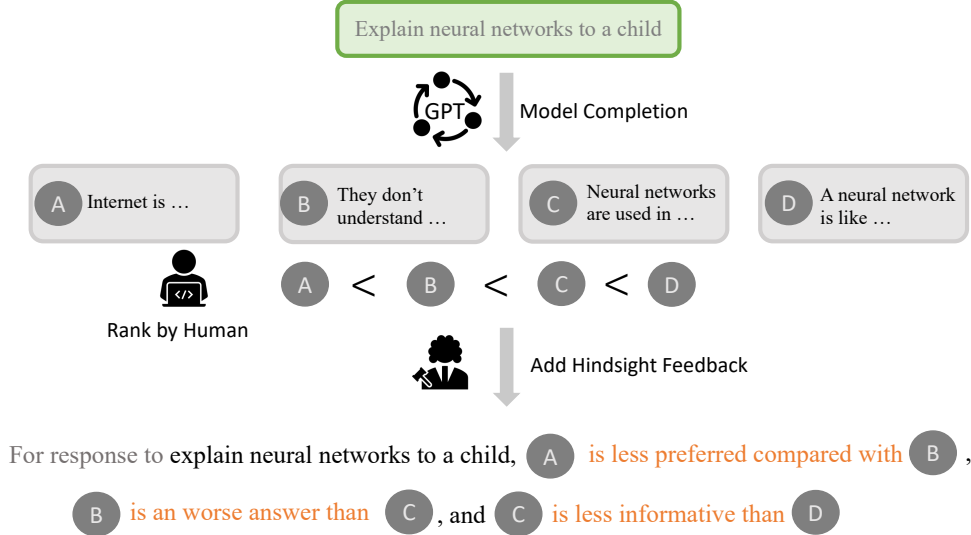 Explain neural networks to a child
GPT
Model Completion
A Internet is …
B They don't
understand …
C Neural networks
are used in …
D A neural network
is like …
</>
Rank by Human
A < B < C < D
Add Hindsight Feedback
For response to explain neural networks to a child, A is less preferred compared with B ,
B is an worse answer than C , and C is less informative than D